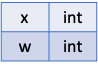 x int
w int